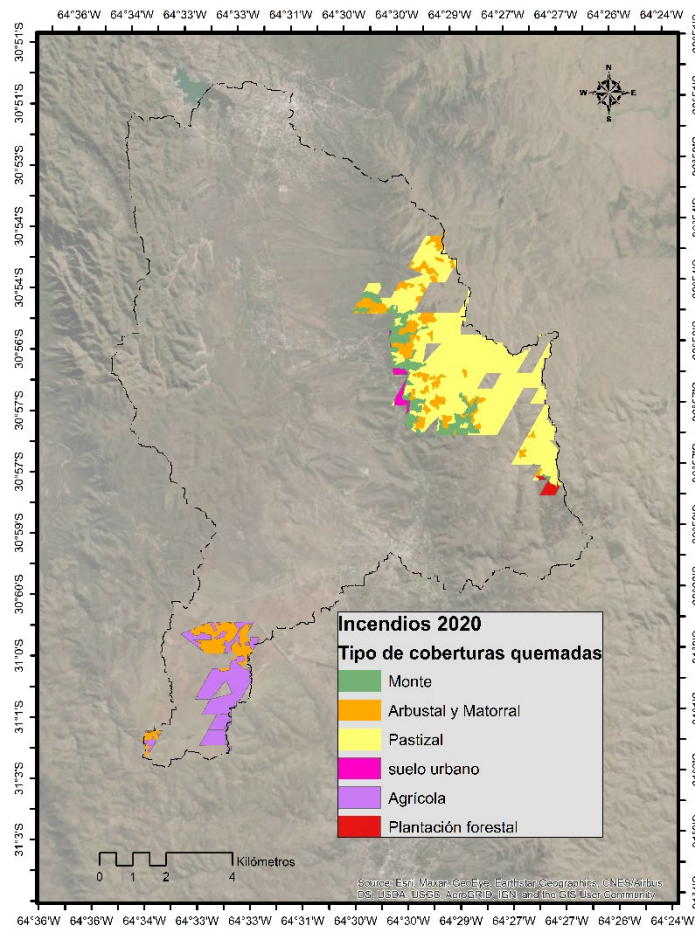 64°36'W 64°36'W 64°34'W 64°33'W 64°31'W 64°30'W 64°30'W 64°29'W 64°27'W 64°27'W 64°26'W 64°24'W
30°51'S
30°51'S
30°53'S
30°54'S
30°54'S
30°56'S
30°57'S
30°57'S
30°59'S
30°60'S
31°0'S
31°1'S
31°3'S
31°3'S
N
W E
S
Incendios 2020
Tipo de coberturas quemadas
Monte
Arbustal y Matorral
Pastizal
suelo urbano
Agrícola
Plantación forestal
0 1 2 4
Kilómetros
Source: Esri, Maxar, GeoEye, Earthstar Geographics, CNES/Airbus
DS, USDA, USGS, AeroGRID, IGN, and the GIS User Community
64°36'W 64°36'W 64°34'W 64°33'W 64°33'W 64°31'W 64°30'W 64°30'W 64°29'W 64°27'W 64°27'W 64°26'W 64°24'W